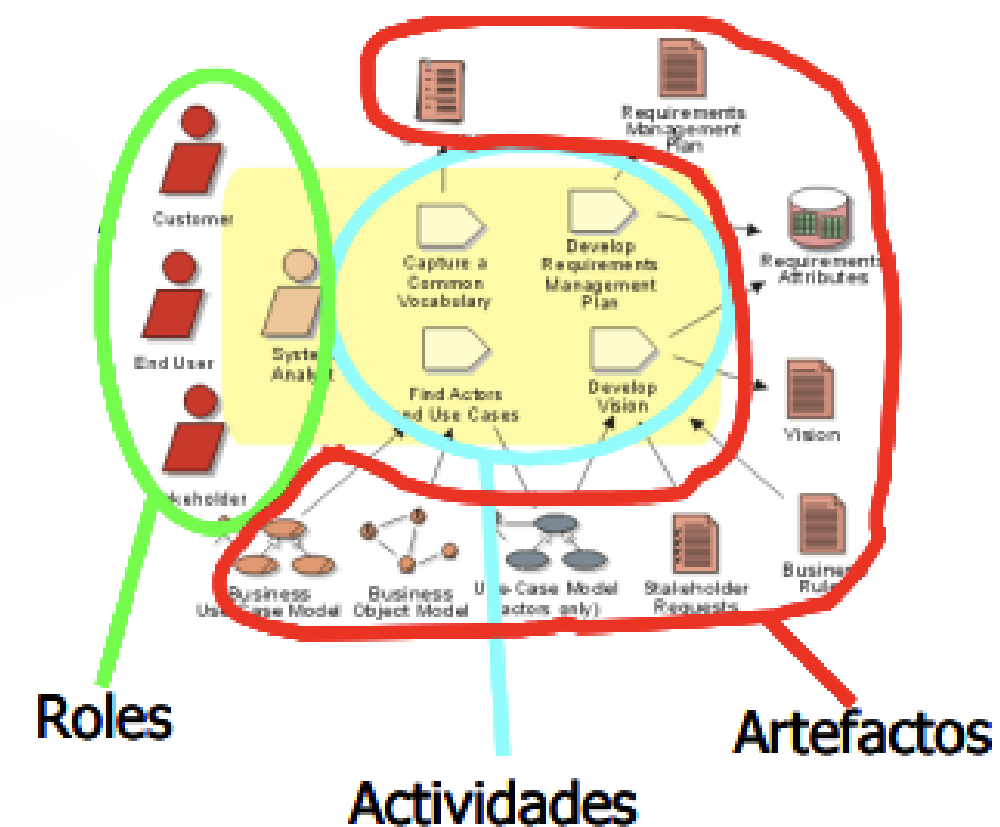 Requirements
Management
Plan
Customer
Capture a
Common
Vocabulary
Develop
Requirements
Management
Plan
Requirements
Attributes
End User
System
Analyst
Find Actors
and Use Cases
Develop
Vision
Vision
keholder
Business
Use-Case Model
Business
Object Model
Use-Case Model
(actors only)
Stakeholder
Requests
Business
Rules
Roles
Actividades
Artefactos